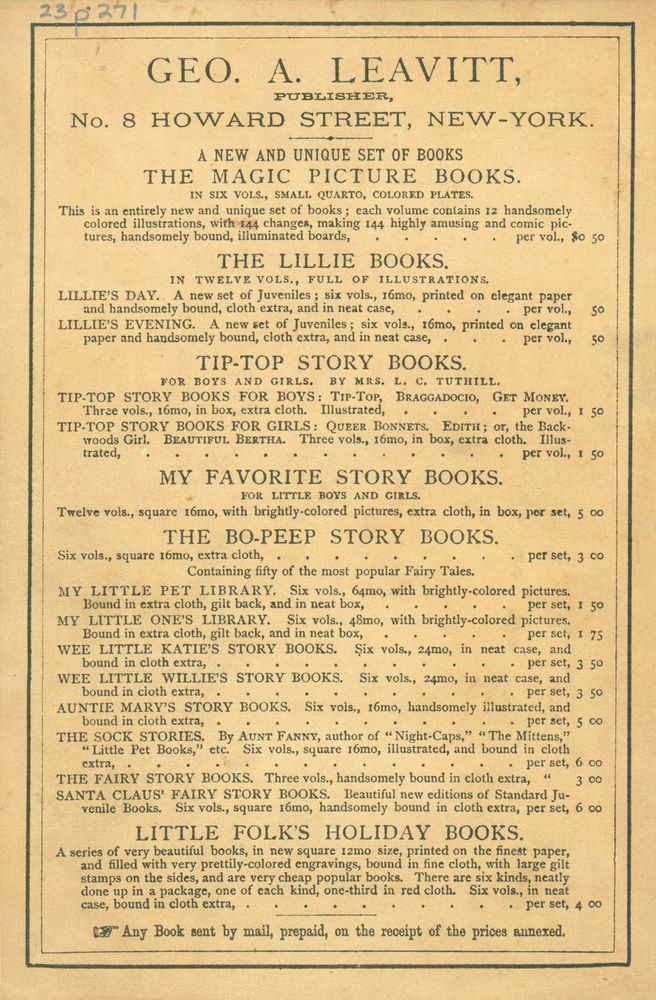 23 p 271
GEO. A. LEAVITT,
PUBLISHER,
No. 8 HOWARD STREET, NEW-YORK.
A NEW AND UNIQUE SET OF BOOKS
THE MAGIC PICTURE BOOKS.
IN SIX VOLS., SMALL QUARTO, COLORED PLATES.
This is an entirely new and unique set of books; each volume contains 12 handsomely
colored illustrations, with 144 changes, making 144 highly amusing and comic pic-
tures, handsomely bound, illuminated boards, . . . . . per vol., $0 50
THE LILLIE BOOKS.
IN TWELVE VOLS., FULL OF ILLUSTRATIONS.
LILLIE'S DAY.. A new set of Juveniles; six vols., 16mo, printed on elegant paper
and handsomely bound, cloth extra, and in neat case, . . . . per vol., 50
LILLIE'S EVENING. A new set of Juveniles; six vols., 16mo, printed on elegant
paper and handsomely bound, cloth extra, and in neat case, . . . per vol., 50
TIP-TOP STORY BOOKS.
FOR BOYS AND GIRLS. BY MRS. L. C. TUTHILL.
TIP-TOP STORY BOOKS FOR BOYS: TIP-TOP, BRAGGADOCIO, GET MONEY.
Three vols., 16mo, in box, extra cloth. Illustrated, . . . . per vol., 1 50
TIP-TOP STORY BOOKS FOR GIRLS: QUEER BONNETS. EDITH; or, the Back-
woods Girl. BEAUTIFUL BERTHA. Three vols., 16mo, in box, extra cloth. Illus-
trated, . . . . . . . . . . . . . per vol., 1 50
MY FAVORITE STORY BOOKS.
FOR LITTLE BOYS AND GIRLS.
Twelve vols., square 16mo, with brightly-colored pictures, extra cloth, in box, per set, 5 00
THE BO-PEEP STORY BOOKS.
Six vols., square 16mo, extra cloth, . . . . . . . . . per set, 3 00
Containing fifty of the most popular Fairy Tales.
MY LITTLE PET LIBRARY. Six vols., 64mo, with brightly-colored pictures.
Bound in extra cloth, gilt back, and in neat box, . . . . . per set, 1 50
MY LITTLE ONE'S LIBRARY. Six vols., 48mo, with brightly-colored pictures.
Bound in extra cloth, gilt back, and in neat box, . . . . . per set, 1 75
WEE LITTLE KATIE'S STORY BOOKS. Six vols., 24mo, in neat case, and
bound in cloth extra, . . . . . . . . . . . per set, 3 50
WEE LITTLE WILLIE'S STORY BOOKS. Six vols., 24mo, in neat case, and
bound in cloth extra, . . . . . . . . . . . per set, 3 50
AUNTIE MARY'S STORY BOOKS. Six vols., 16mo, handsomely illustrated, and
bound in cloth extra, . . . . . . . . . . . per set, 5 00
THE SOCK STORIES. By AUNT FANNY, author of "Night-Caps," "The Mittens,"
"Little Pet Books," etc. Six vols., square 16mo, illustrated, and bound in cloth
extra, . . . . . . . . . . . . . . per set, 6 00
THE FAIRY STORY BOOKS. Three vols., handsomely bound in cloth extra, " 3 00
SANTA CLAUS' FAIRY STORY BOOKS. Beautiful new editions of Standard Ju-
venile Books. Six vols., square 16mo, handsomely bound in cloth extra, per set, 6 00
LITTLE FOLK'S HOLIDAY BOOKS.
A series of very beautiful books, in new square 12mo size, printed on the finest paper,
and filled with very prettily-colored engravings, bound in fine cloth, with large gilt
stamps on the sides, and are very cheap popular books. There are six kinds, neatly
done up in a package, one of each kind, one-third in red cloth. Six vols., in neat
case, bound in cloth extra, . . . . . . . . . . per set, 4 00
☞ Any Book sent by mail, prepaid, on the receipt of the prices annexed.